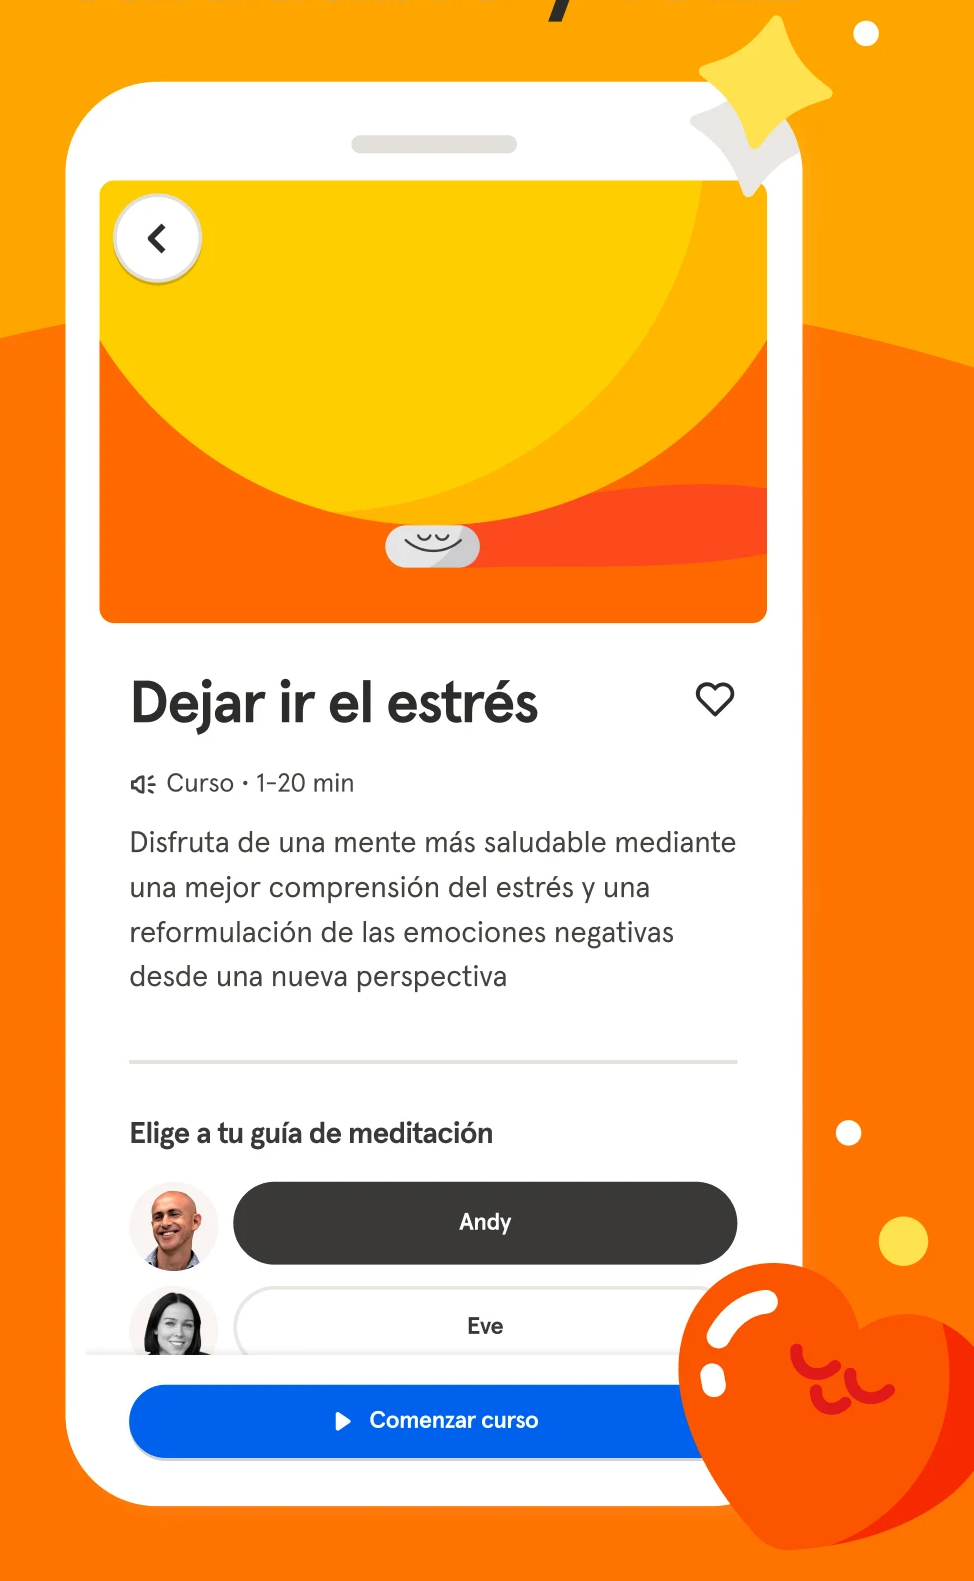 Dejar ir el estrés
Curso • 1-20 min
Disfruta de una mente más saludable mediante
una mejor comprensión del estrés y una
reformulación de las emociones negativas
desde una nueva perspectiva
Elige a tu guía de meditación
Andy
Eve
Comenzar curso